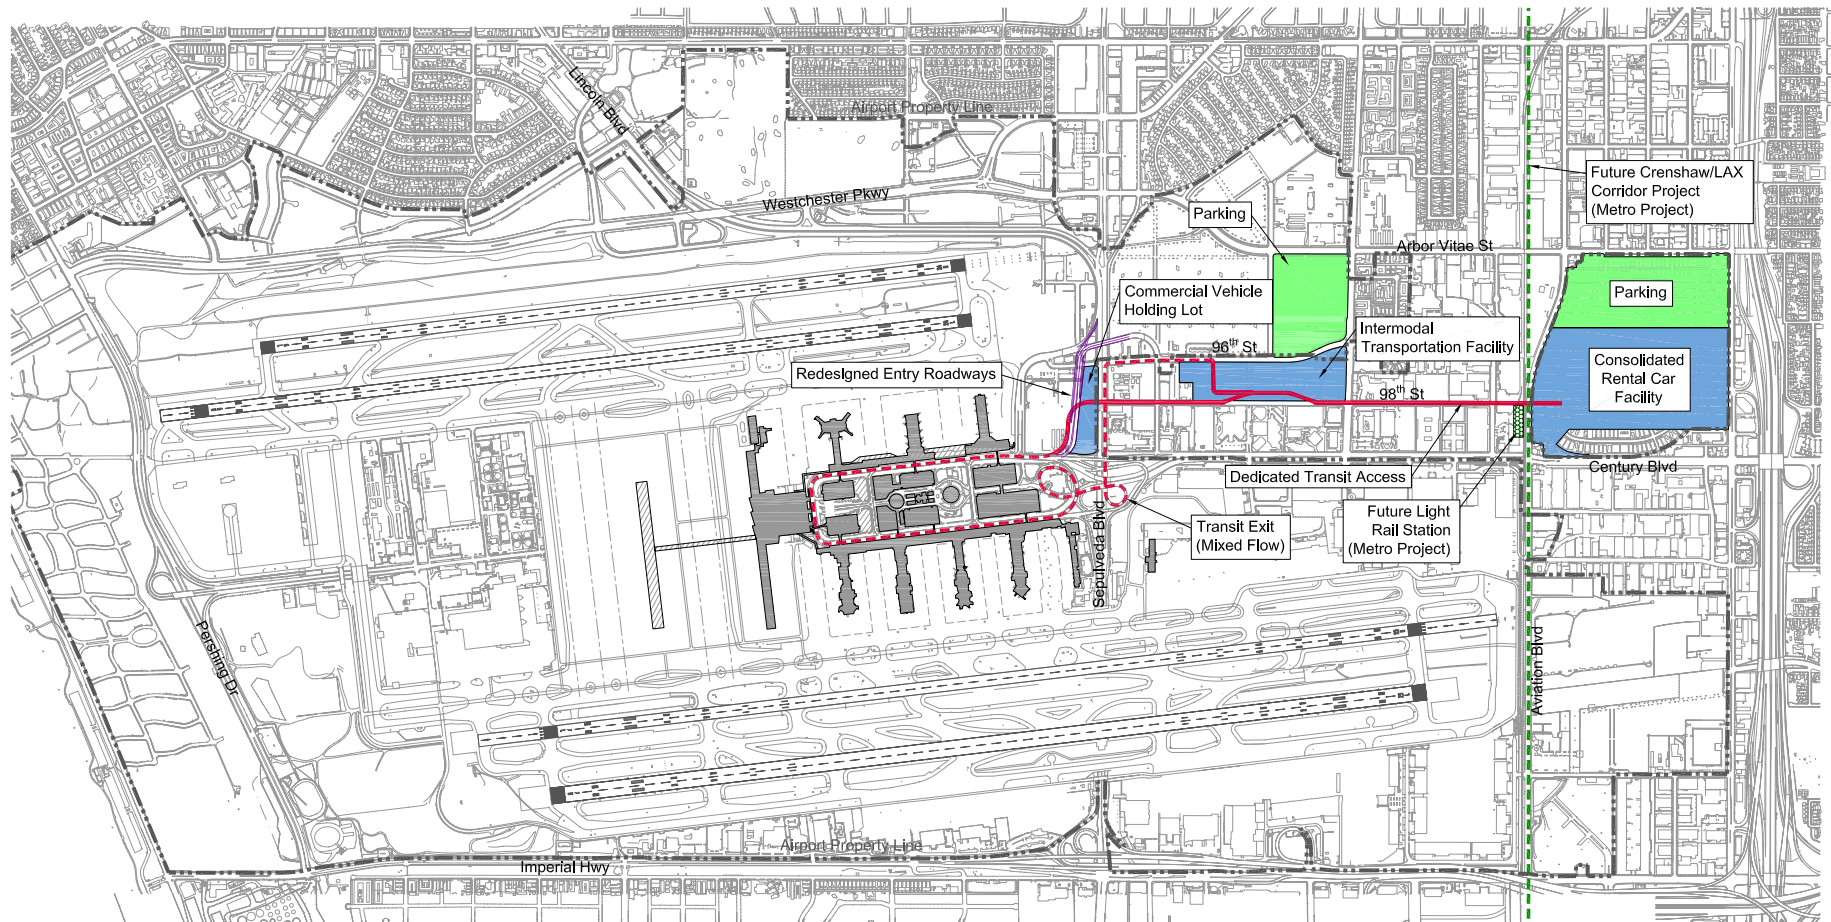 Lincoln Blvd
Airport Property Line
Future Crenshaw/LAX
Corridor Project
(Metro Project)
Westchester Pkwy
Parking
Arbor Vitae St
Commercial Vehicle
Holding Lot
Parking
Intermodal
Transportation Facility
96th St
Redesigned Entry Roadways
Consolidated
Rental Car
Facility
98th St
Century Blvd
Dedicated Transit Access
Future Light
Rail Station
(Metro Project)
Transit Exit
(Mixed Flow)
Sepulveda Blvd
Pershing Dr
Aviation Blvd
Airport Property Line
Imperial Hwy